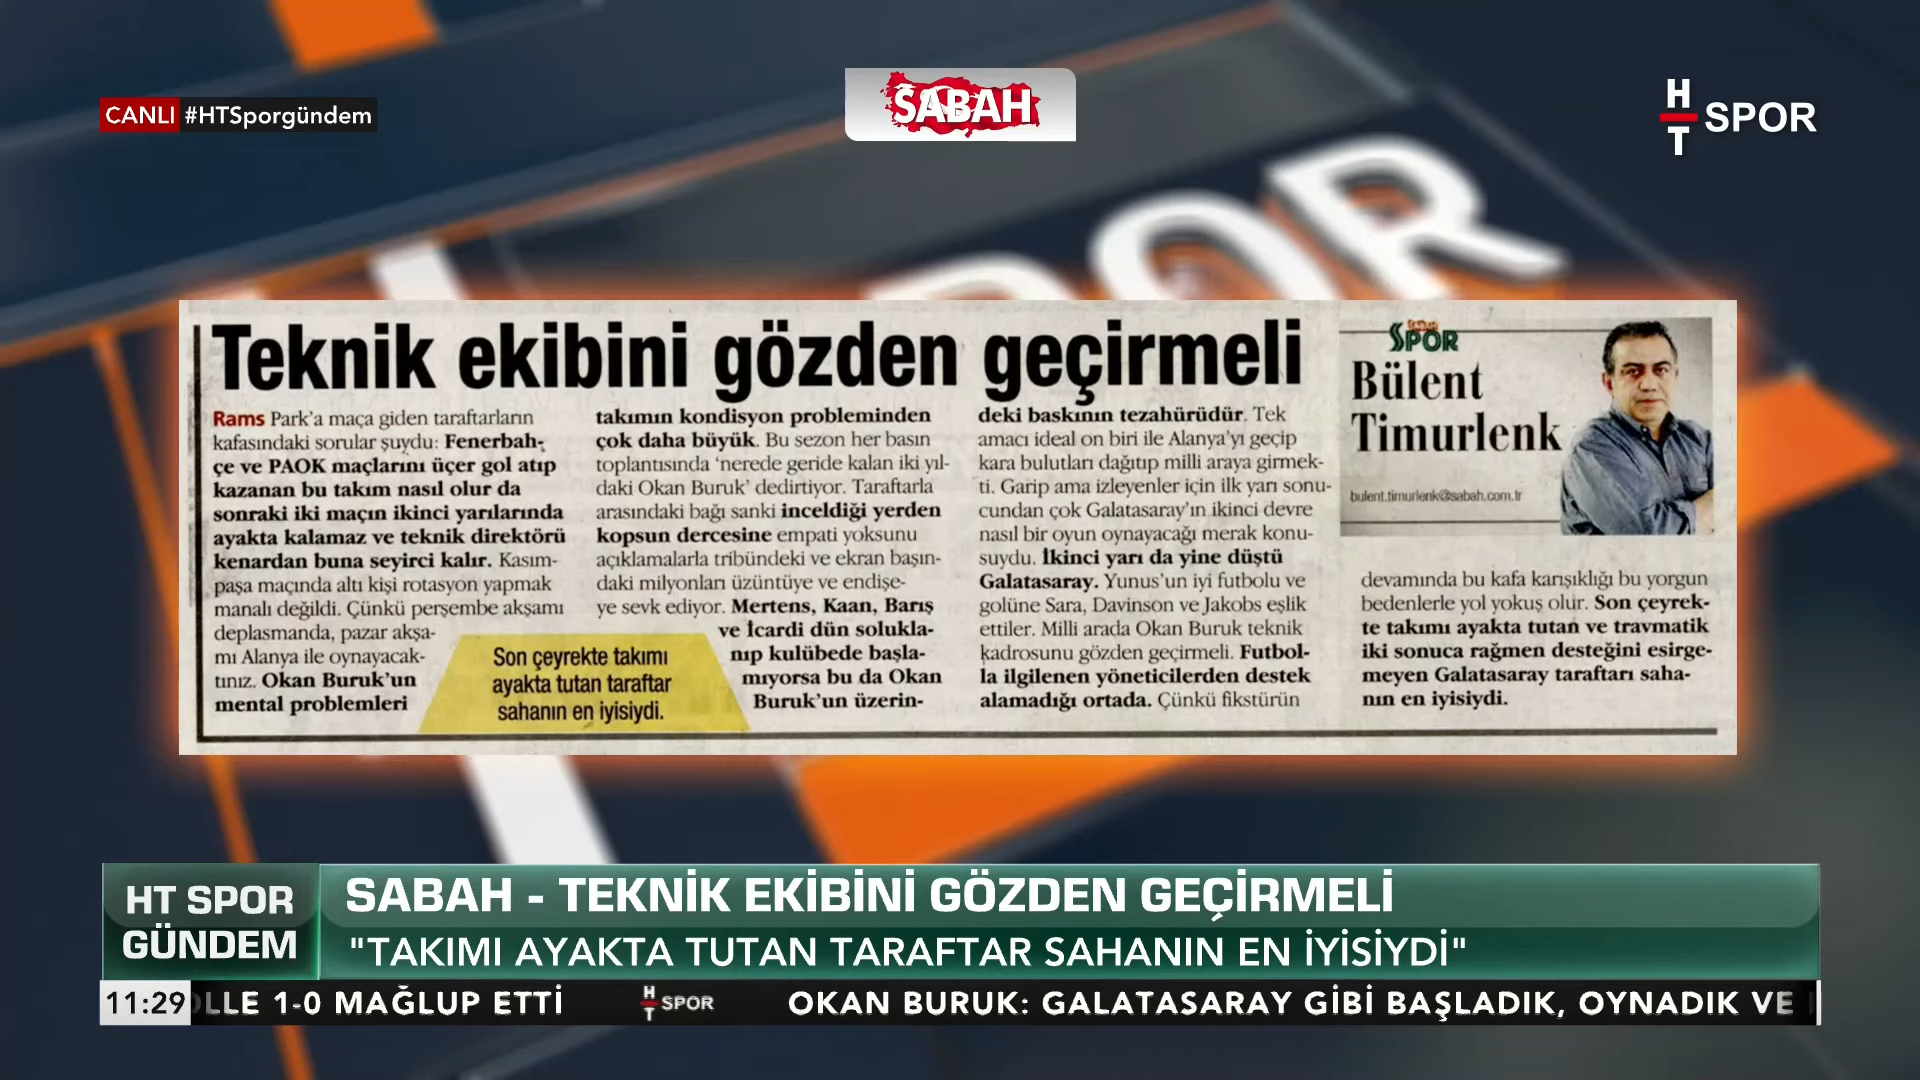 CANLI #HTSporgündem
SABAH
HT SPOR
Teknik ekibini gözden geçirmeli
Rams Park'a maça giden taraftarların
kafasındaki sorular şuydu: Fenerbah-
çe ve PAOK maçlarını üçer gol atıp
kazanan bu takım nasıl olur da
sonraki iki maçın ikinci yarılarında
ayakta kalamaz ve teknik direktörü
kenardan buna seyirci kalır. Kasım-
paşa maçında altı kişi rotasyon yapmak
manalı değildi. Çünkü perşembe akşamı
deplasmanda, pazar akşa-
mı Alanya ile oynayacak-
tınız. Okan Buruk'un
mental problemleri
Son çeyrekte takımı
ayakta tutan taraftar
sahanın en iyisiydi.
takımın kondisyon probleminden
çok daha büyük. Bu sezon her basın
toplantısında 'nerede geride kalan iki yıl-
daki Okan Buruk' dedirtiyor. Taraftarla
arasındaki bağı sanki inceldiği yerden
kopsun dercesine empati yoksunu
açıklamalarla tribündeki ve ekran başın-
daki milyonları üzüntüye ve endişe-
ye sevk ediyor. Mertens, Kaan, Barış
ve İcardi dün solukla-
nıp kulübede başla-
mıyorsa bu da Okan
Buruk'un üzerin-
deki baskının tezahürüdür. Tek
amacı ideal on biri ile Alanya'yı geçip
kara bulutları dağıtıp milli araya girmek-
ti. Garip ama izleyenler için ilk yarı sonu-
cundan çok Galatasaray'ın ikinci devre
nasıl bir oyun oynayacağı merak konu-
suydu. İkinci yarı da yine düştü
Galatasaray. Yunus'un iyi futbolu ve
golüne Sara, Davinson ve Jakobs eşlik
ettiler. Milli arada Okan Buruk teknik
kadrosunu gözden geçirmeli. Futbol-
la ilgilenen yöneticilerden destek
alamadığı ortada. Çünkü fikstürün
SABAH SPOR
Bülent
Timurlenk
bulent.timurlenk@sabah.com.tr
devamında bu kafa karışıklığı bu yorgun
bedenlerle yol yokuş olur. Son çeyrek-
te takımı ayakta tutan ve travmatik
iki sonuca rağmen desteğini esirge-
meyen Galatasaray taraftarı saha-
nın en iyisiydi.
HT SPOR
GÜNDEM
SABAH - TEKNİK EKİBİNİ GÖZDEN GEÇİRMELİ
"TAKIMI AYAKTA TUTAN TARAFTAR SAHANIN EN İYİSİYDİ"
11:29 OLLE 1-0 MAĞLUP ETTİ HT SPOR OKAN BURUK: GALATASARAY GİBİ BAŞLADIK, OYNADIK VE